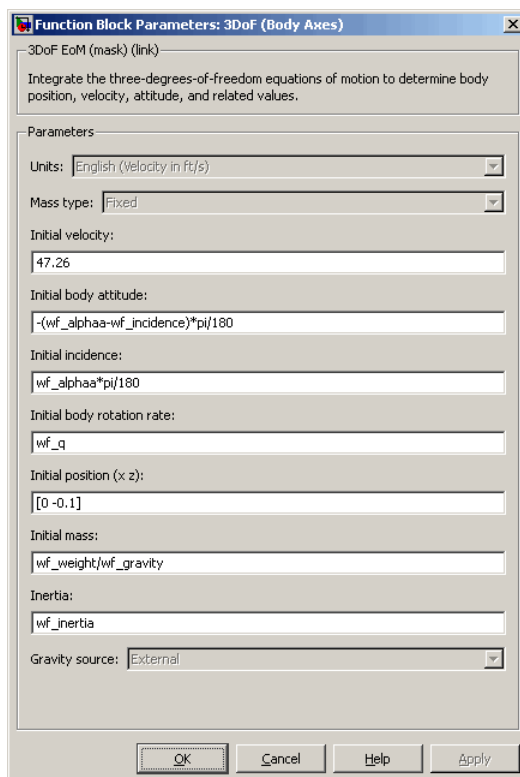 Function Block Parameters: 3DoF (Body Axes)
3DoF EoM (mask) (link)
Integrate the three-degrees-of-freedom equations of motion to determine body
position, velocity, attitude, and related values.
Parameters
Units: English (Velocity in ft/s)
Mass type: Fixed
Initial velocity:
47.26
Initial body attitude:
-(wf_alphaa-wf_incidence)*pi/180
Initial incidence:
wf_alphaa*pi/180
Initial body rotation rate:
wf_q
Initial position (x z):
[0 -0.1]
Initial mass:
wf_weight/wf_gravity
Inertia:
wf_inertia
Gravity source: External
OK Cancel Help Apply